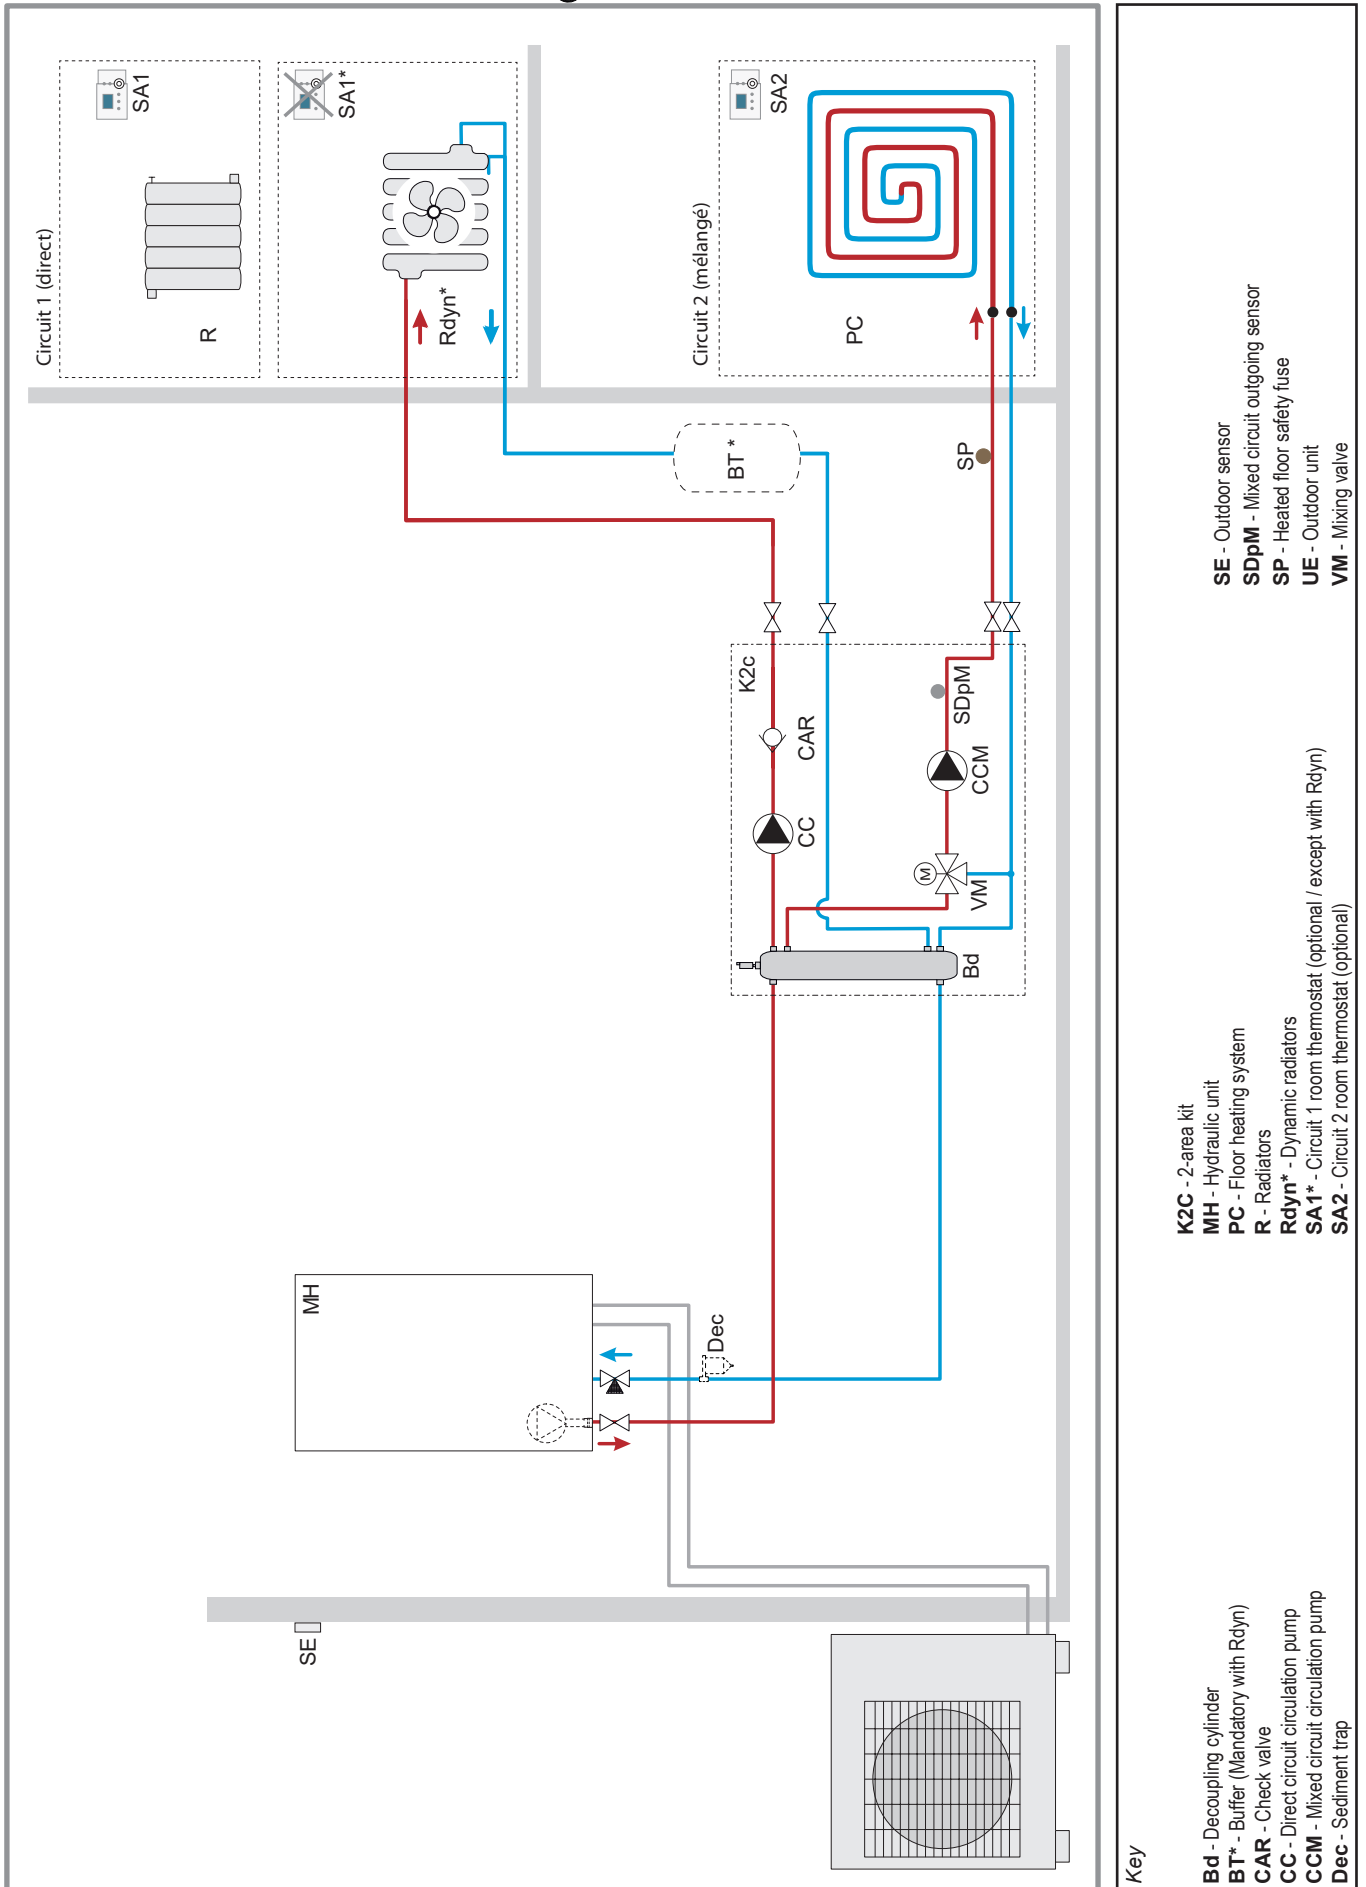 SE
MH
Dec
K2c
CC
CAR
M
VM
CCM
SDpM
Bd
BT *
SP
Circuit 1 (direct)
R
SA1
Rdyn*
SA1*
Circuit 2 (mélangé)
PC
SA2
Key
Bd - Decoupling cylinder
BT* - Buffer (Mandatory with Rdyn)
CAR - Check valve
CC - Direct circuit circulation pump
CCM - Mixed circuit circulation pump
Dec - Sediment trap
K2C - 2-area kit
MH - Hydraulic unit
PC - Floor heating system
R - Radiators
Rdyn* - Dynamic radiators
SA1* - Circuit 1 room thermostat (optional / except with Rdyn)
SA2 - Circuit 2 room thermostat (optional)
SE - Outdoor sensor
SDpM - Mixed circuit outgoing sensor
SP - Heated floor safety fuse
UE - Outdoor unit
VM - Mixing valve